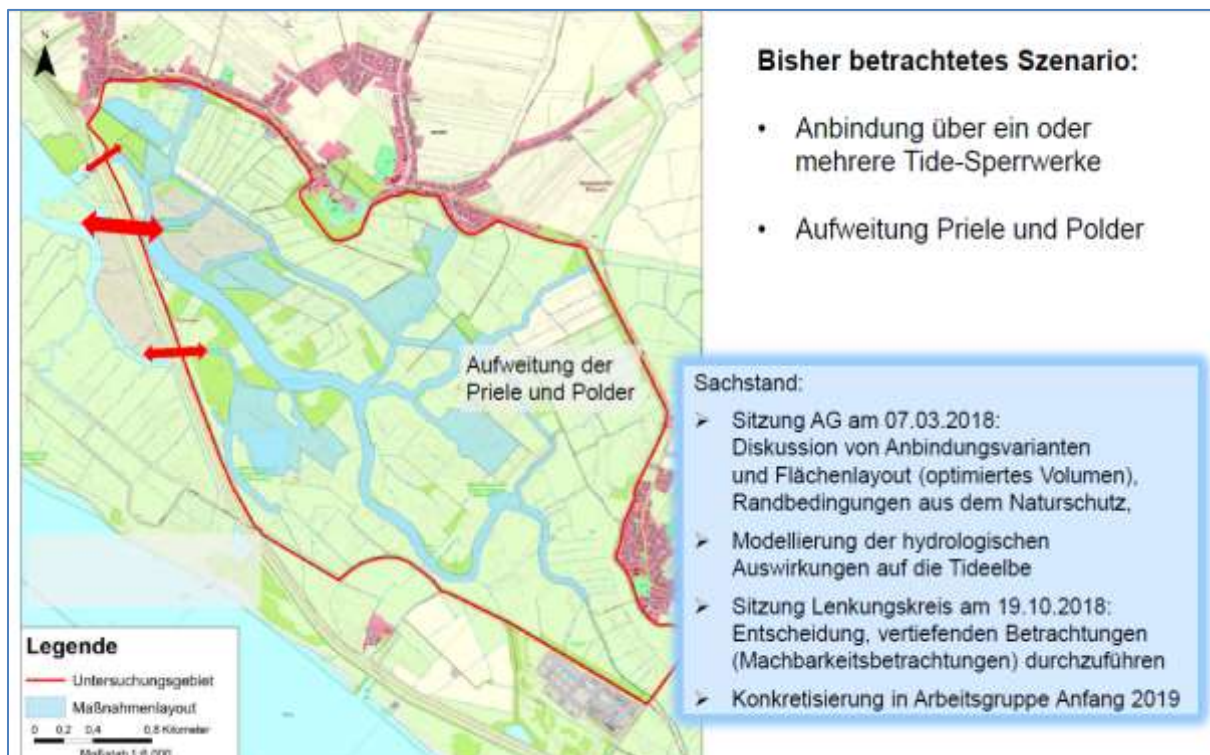 Bisher betrachtetes Szenario:
• Anbindung über ein oder
mehrere Tide-Sperrwerke
• Aufweitung Priele und Polder
N
Aufweitung der
Priele und Polder
Sachstand:
➤ Sitzung AG am 07.03.2018:
Diskussion von Anbindungsvarianten
und Flächenlayout (optimiertes Volumen),
Randbedingungen aus dem Naturschutz,
➤ Modellierung der hydrologischen
Auswirkungen auf die Tideelbe
➤ Sitzung Lenkungskreis am 19.10.2018:
Entscheidung, vertiefenden Betrachtungen
(Machbarkeitsbetrachtungen) durchzuführen
➤ Konkretisierung in Arbeitsgruppe Anfang 2019
Legende
Untersuchungsgebiet
Maßnahmenlayout
0 0,2 0,4 0,8 Kilometer